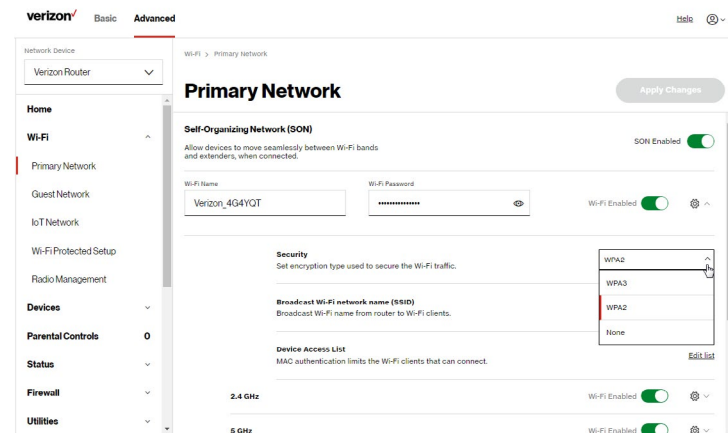 verizon
Basic
Advanced
Help
Network Device
Verizon Router
Wi-Fi > Primary Network
Primary Network
Apply Changes
Home
Wi-Fi
Primary Network
Guest Network
IoT Network
Wi-Fi Protected Setup
Radio Management
Devices
Parental Controls 0
Status
Firewall
Utilities
Self-Organizing Network (SON)
Allow devices to move seamlessly between Wi-Fi bands
and extenders, when connected.
SON Enabled
Wi-Fi Name
Verizon_4G4YQT
Wi-Fi Password
•••••••••••••••
Wi-Fi Enabled
Security
Set encryption type used to secure the Wi-Fi traffic.
WPA2
WPA3
WPA2
None
Broadcast Wi-Fi network name (SSID)
Broadcast Wi-Fi name from router to Wi-Fi clients.
Device Access List
MAC authentication limits the Wi-Fi clients that can connect.
Edit list
2.4 GHz
Wi-Fi Enabled
5 GHz
Wi-Fi Enabled